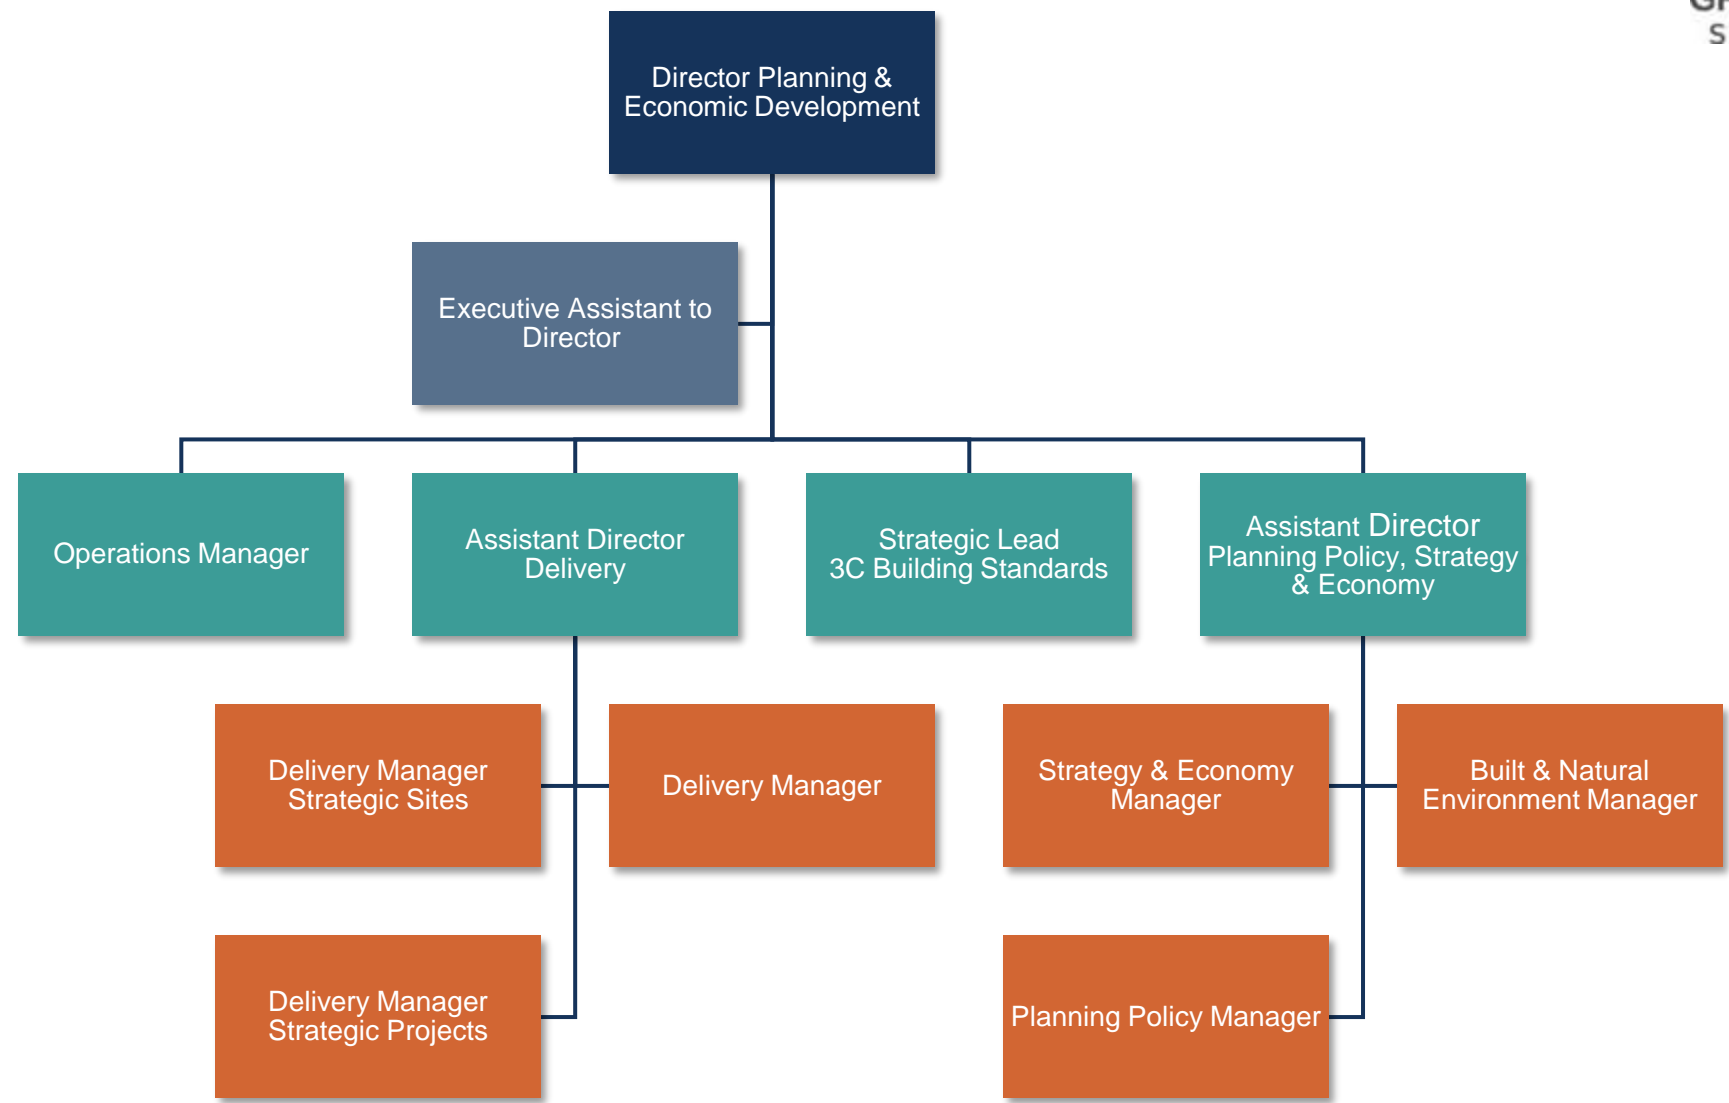 Director Planning &
Economic Development
Executive Assistant to
Director
Operations Manager
Assistant Director
Delivery
Strategic Lead
3C Building Standards
Assistant Director
Planning Policy, Strategy
& Economy
Delivery Manager
Strategic Sites
Delivery Manager
Strategy & Economy
Manager
Built & Natural
Environment Manager
Delivery Manager
Strategic Projects
Planning Policy Manager